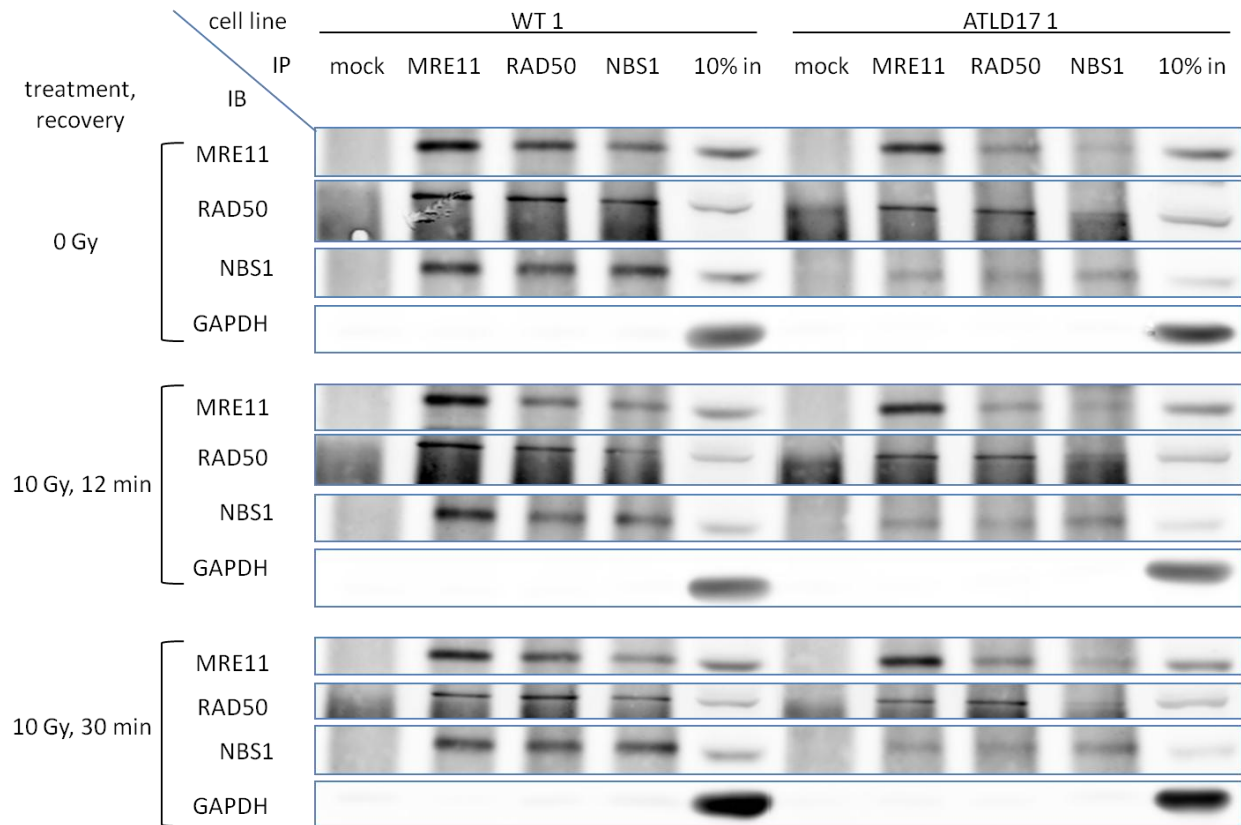 cell line WT 1 ATLD17 1
IP mock MRE11 RAD50 NBS1 10% in mock MRE11 RAD50 NBS1 10% in
treatment,
recovery
IB
0 Gy
MRE11
RAD50
NBS1
GAPDH
10 Gy, 12 min
MRE11
RAD50
NBS1
GAPDH
10 Gy, 30 min
MRE11
RAD50
NBS1
GAPDH